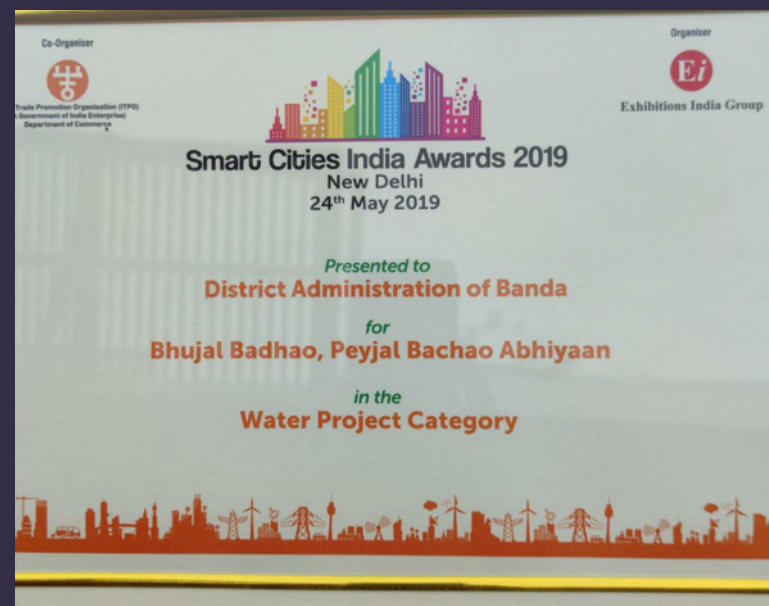 Co-Organiser
Trade Promotion Organisation (ITPO)
Government of India Enterprise)
Department of Commerce
Organiser
Ei
Exhibitions India Group
Smart Cities India Awards 2019
New Delhi
24th May 2019
Presented to
District Administration of Banda
for
Bhujal Badhao, Peyjal Bachao Abhiyaan
in the
Water Project Category